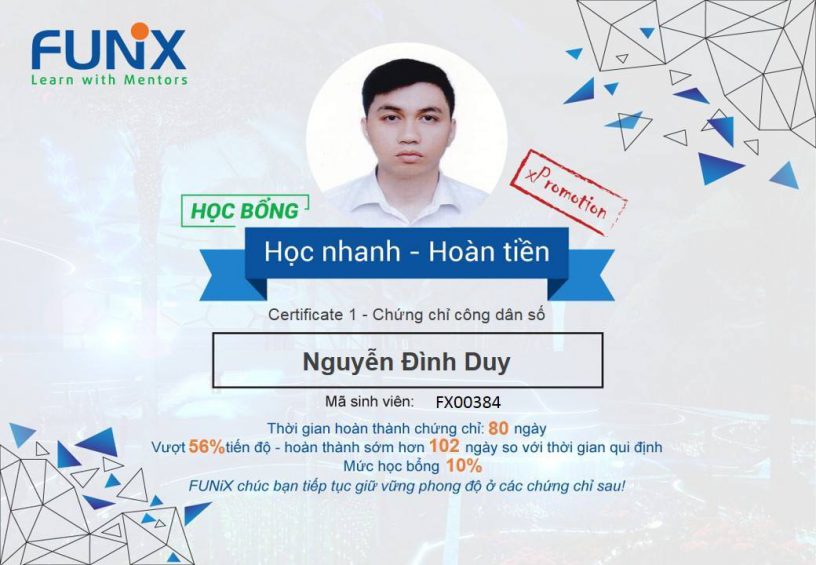 FUNiX
Learn with Mentors
xPromotion
HỌC BỔNG
Học nhanh - Hoàn tiền
Certificate 1 - Chứng chỉ công dân số
Nguyễn Đình Duy
Mã sinh viên: FX00384
Thời gian hoàn thành chứng chỉ: 80 ngày
Vượt 56%tiến độ - hoàn thành sớm hơn 102 ngày so với thời gian qui định
Mức học bổng 10%
FUNiX chúc bạn tiếp tục giữ vững phong độ ở các chứng chỉ sau!